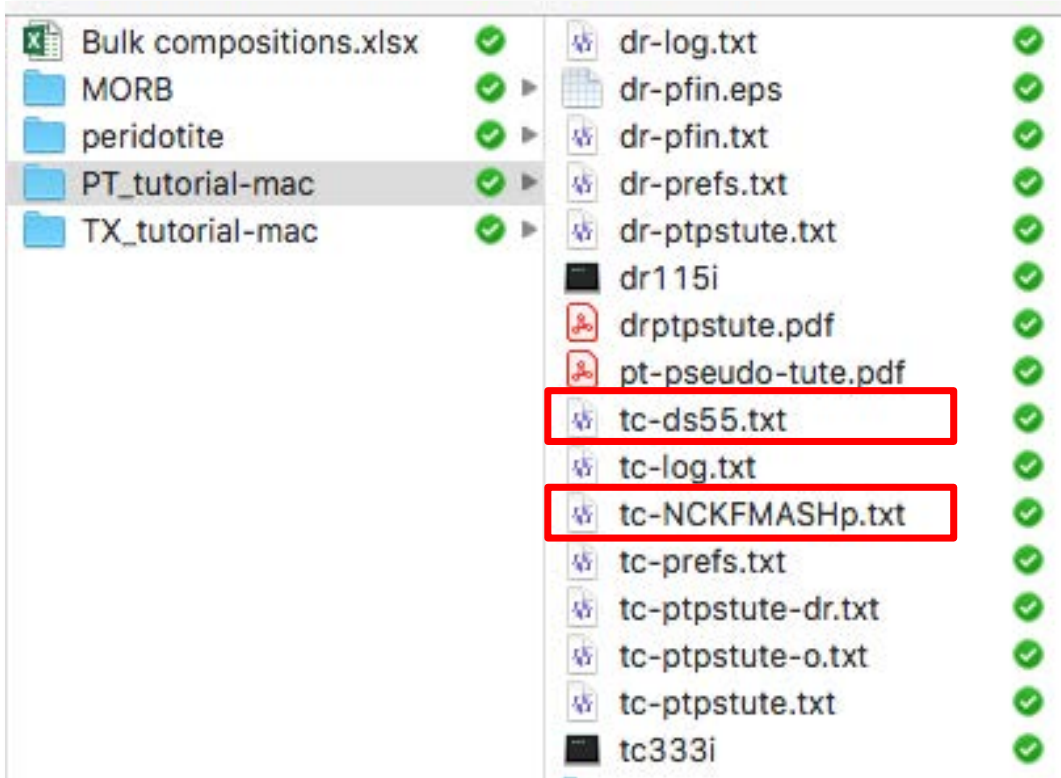 Bulk compositions.xlsx
MORB
peridotite
PT_tutorial-mac
TX_tutorial-mac
dr-log.txt
dr-pfin.eps
dr-pfin.txt
dr-prefs.txt
dr-ptpstute.txt
dr115i
drptpstute.pdf
pt-pseudo-tute.pdf
tc-ds55.txt
tc-log.txt
tc-NCKFMASHp.txt
tc-prefs.txt
tc-ptpstute-dr.txt
tc-ptpstute-o.txt
tc-ptpstute.txt
tc333i